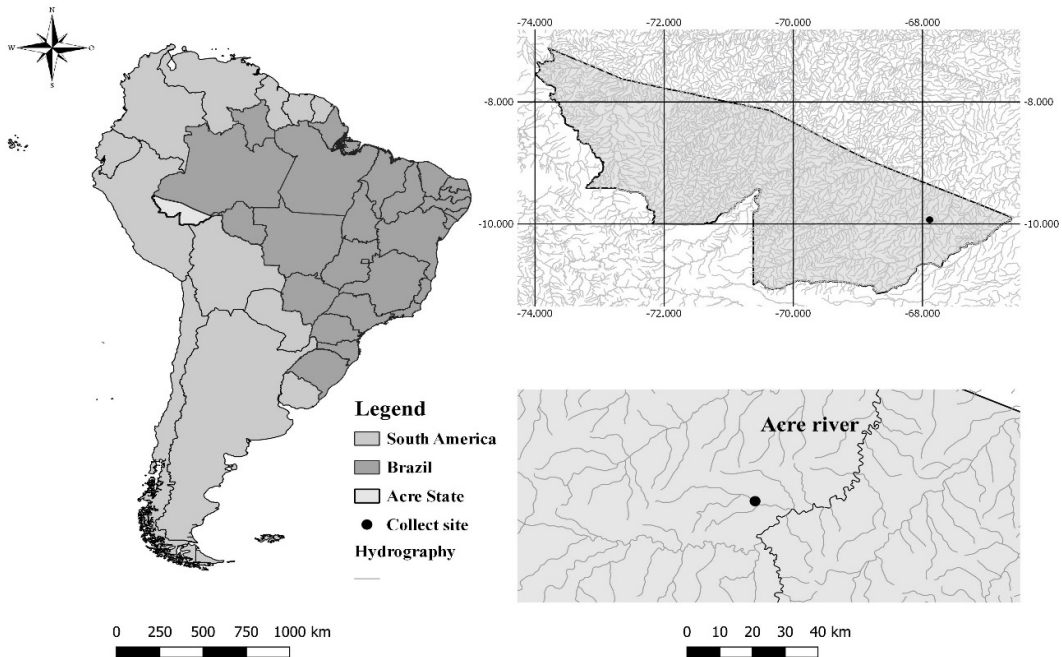 N
W
O
S
Legend
South America
Brazil
Acre State
Collect site
Hydrography
0 250 500 750 1000 km
-74.000 -72.000 -70.000 -68.000
-8.000 -8.000
-10.000 -10.000
-74.000 -72.000 -70.000 -68.000
Acre river
0 10 20 30 40 km